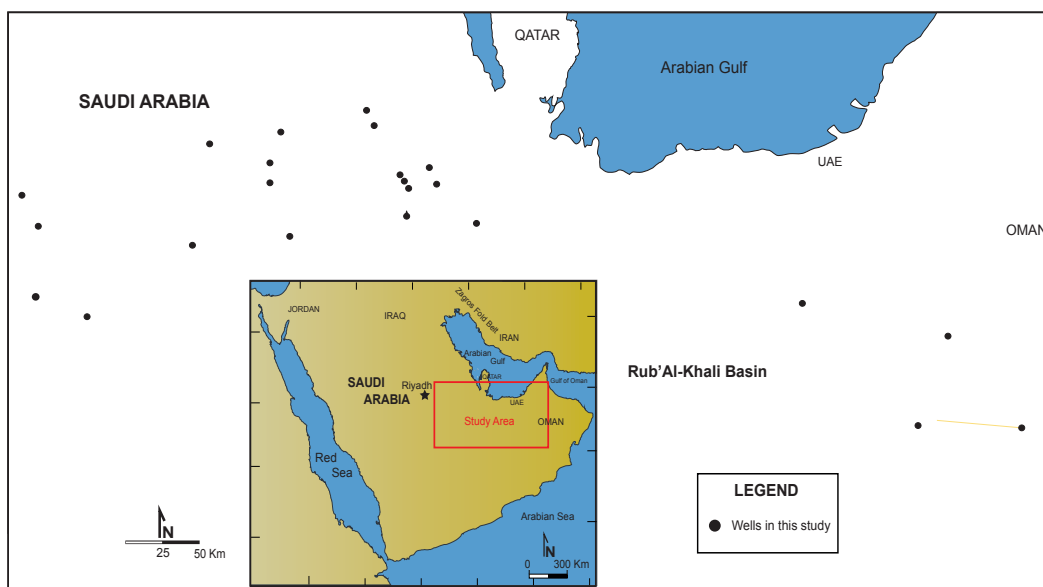 QATAR
Arabian Gulf
SAUDI ARABIA
UAE
OMAN
Rub'Al-Khali Basin
JORDAN
IRAQ
Zagros Fold Belt
IRAN
Arabian
Gulf
QATAR
Gulf of Oman
SAUDI
ARABIA
Riyadh
UAE
OMAN
Study Area
Red
Sea
Arabian Sea
N
0 300 Km
N
25 50 Km
LEGEND
Wells in this study